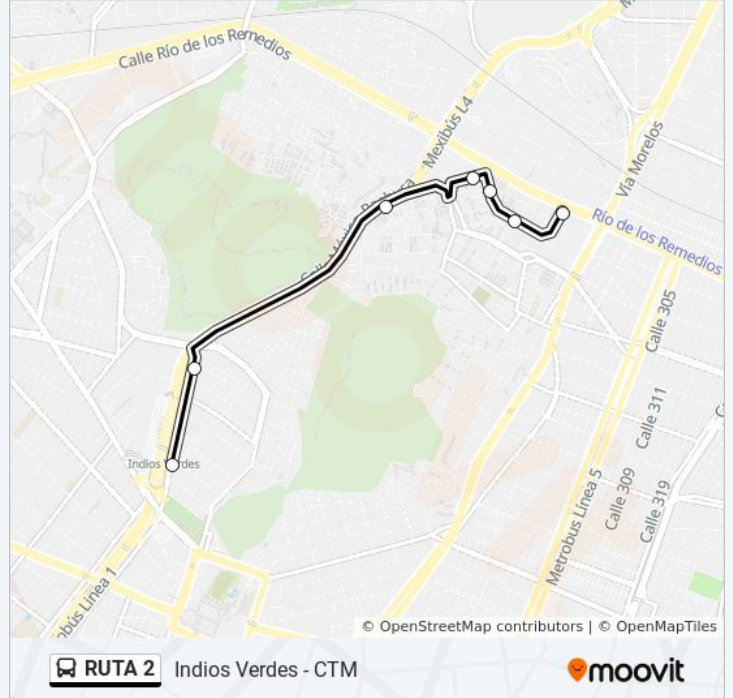 Calle Río de los Remedios
Mexibús L4
Vía Morelos
Río de los Remedios
Calle 305
Calle 311
Calle 309
Calle 319
Metrobus Línea 5
Indios Verdes
obús Línea 1
© OpenStreetMap contributors | © OpenMapTiles
RUTA 2 Indios Verdes - CTM
moovit